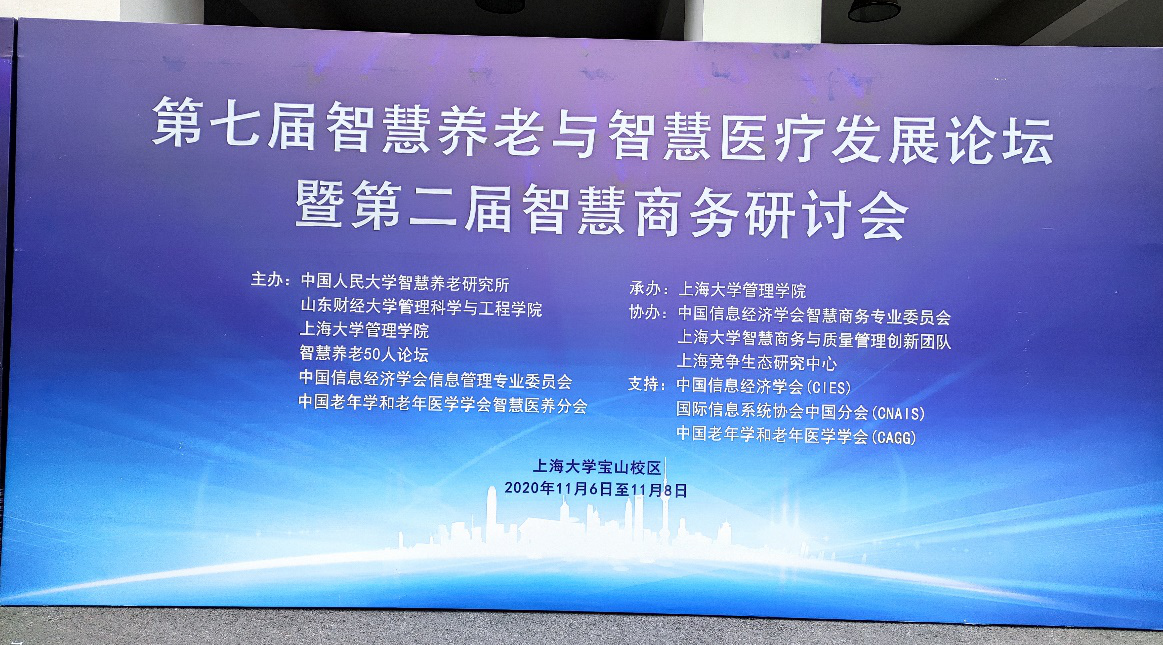 第七届智慧养老与智慧医疗发展论坛
暨第二届智慧商务研讨会
主办：中国人民大学智慧养老研究所
山东财经大学管理科学与工程学院
上海大学管理学院
智慧养老50人论坛
中国信息经济学会信息管理专业委员会
中国老年学和老年医学学会智慧医养分会
承办：上海大学管理学院
协办：中国信息经济学会智慧商务专业委员会
上海大学智慧商务与质量管理创新团队
上海竞争生态研究中心
支持：中国信息经济学会(CIES)
国际信息系统协会中国分会(CNAIS)
中国老年学和老年医学学会(CAGG)
上海大学宝山校区
2020年11月6日至11月8日